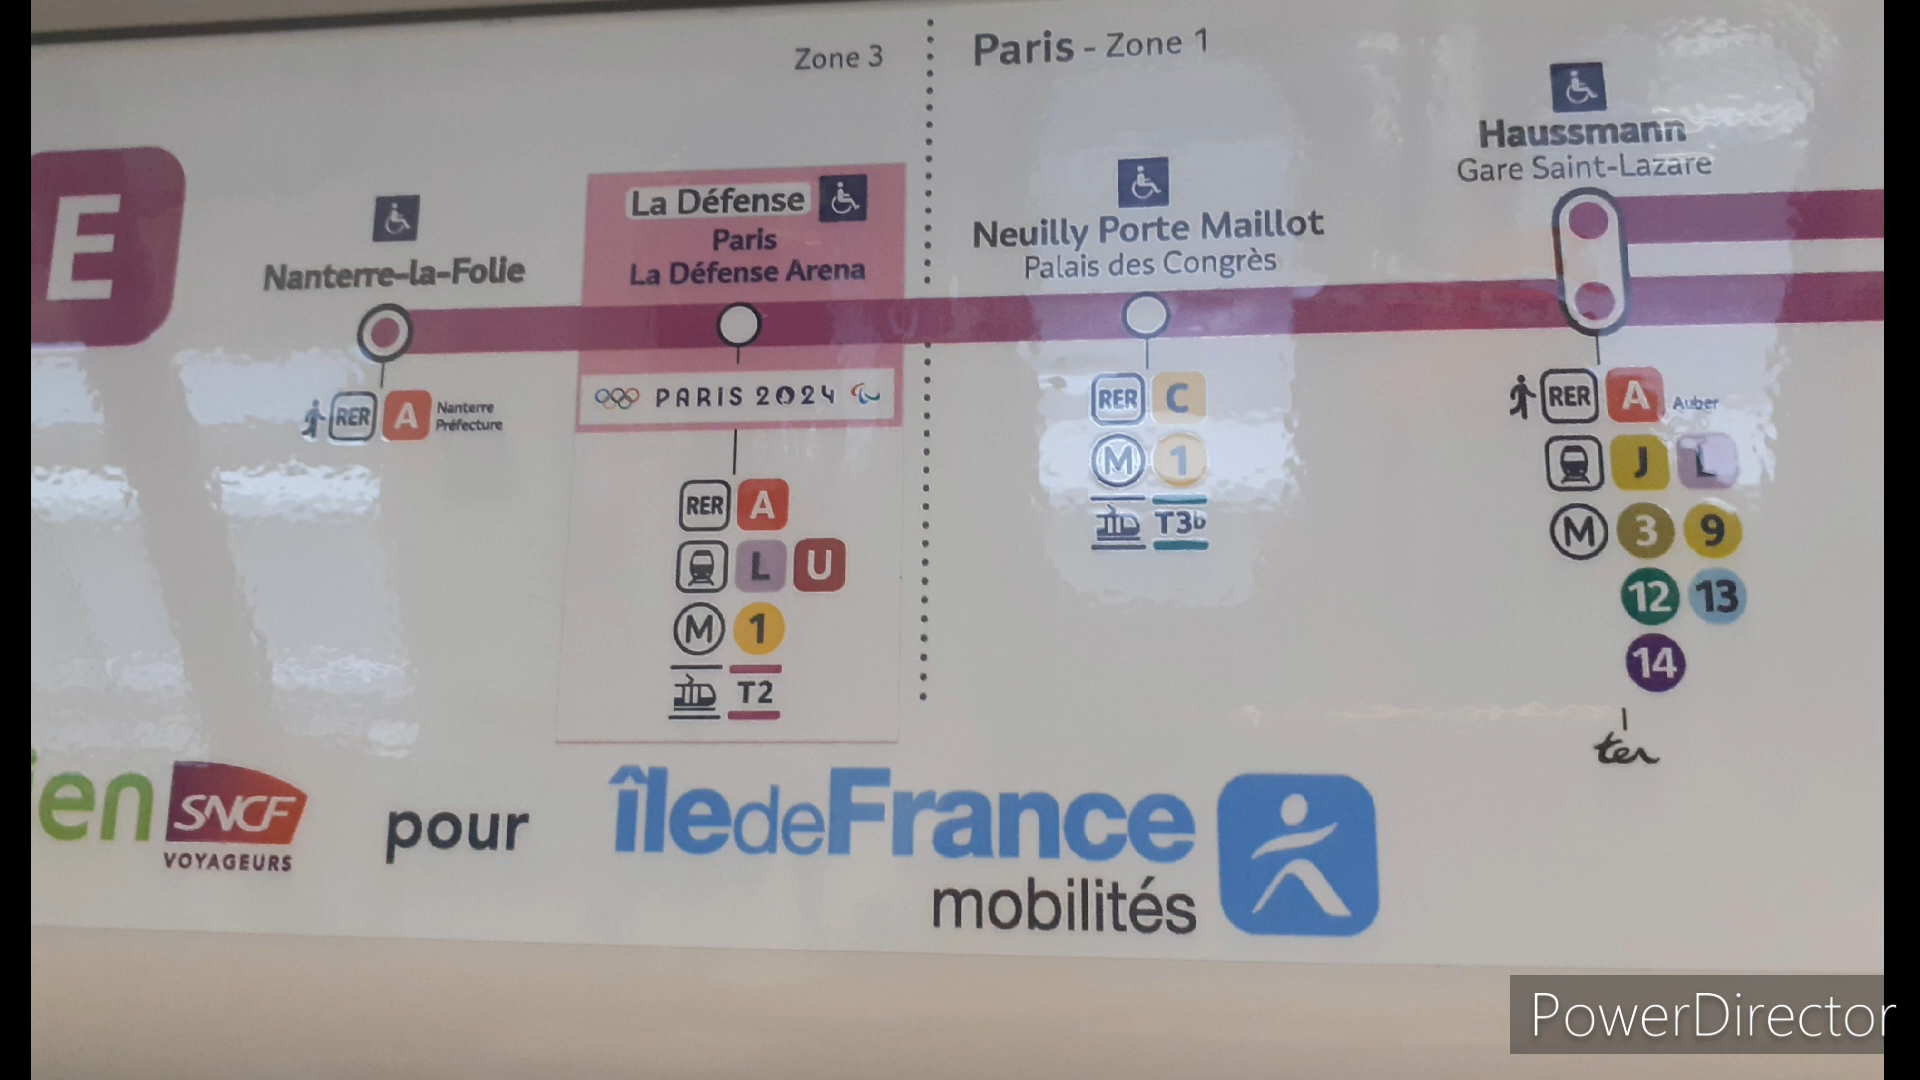 Zone 3
Paris - Zone 1
E
Nanterre-la-Folie
RER A Nanterre
Préfecture
La Défense
Paris
La Défense Arena
PARIS 2024
RER A
L U
M 1
T2
Neuilly Porte Maillot
Palais des Congrès
RER C
M 1
T3b
Haussmann
Gare Saint-Lazare
RER A Auber
J L
M 3 9
12 13
14
ter
en SNCF
VOYAGEURS
pour
îledeFrance
mobilités
PowerDirector